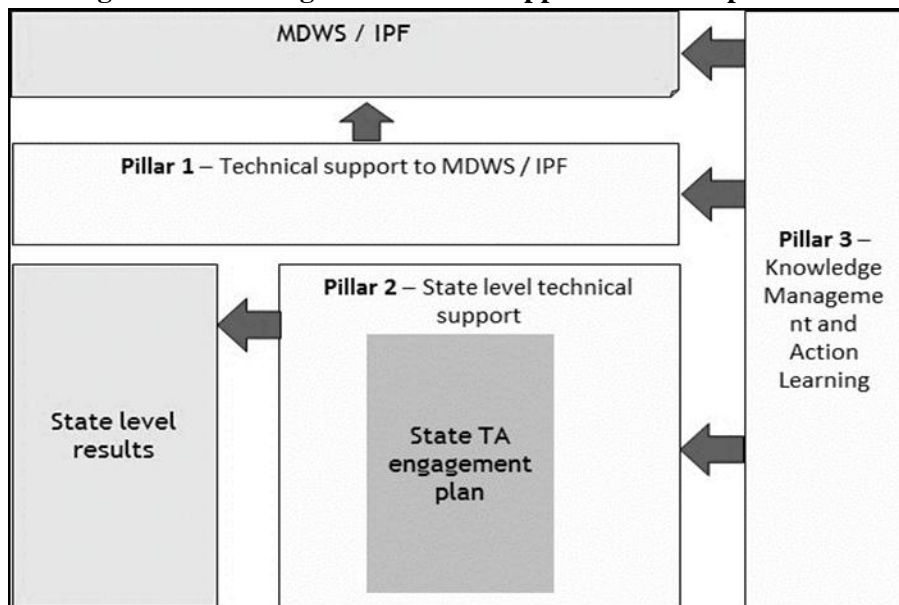 MDWS / IPF
Pillar 1 – Technical support to MDWS / IPF
Pillar 2 – State level technical
support
State TA
engagement
plan
State level
results
Pillar 3 –
Knowledge
Manageme
nt and
Action
Learning